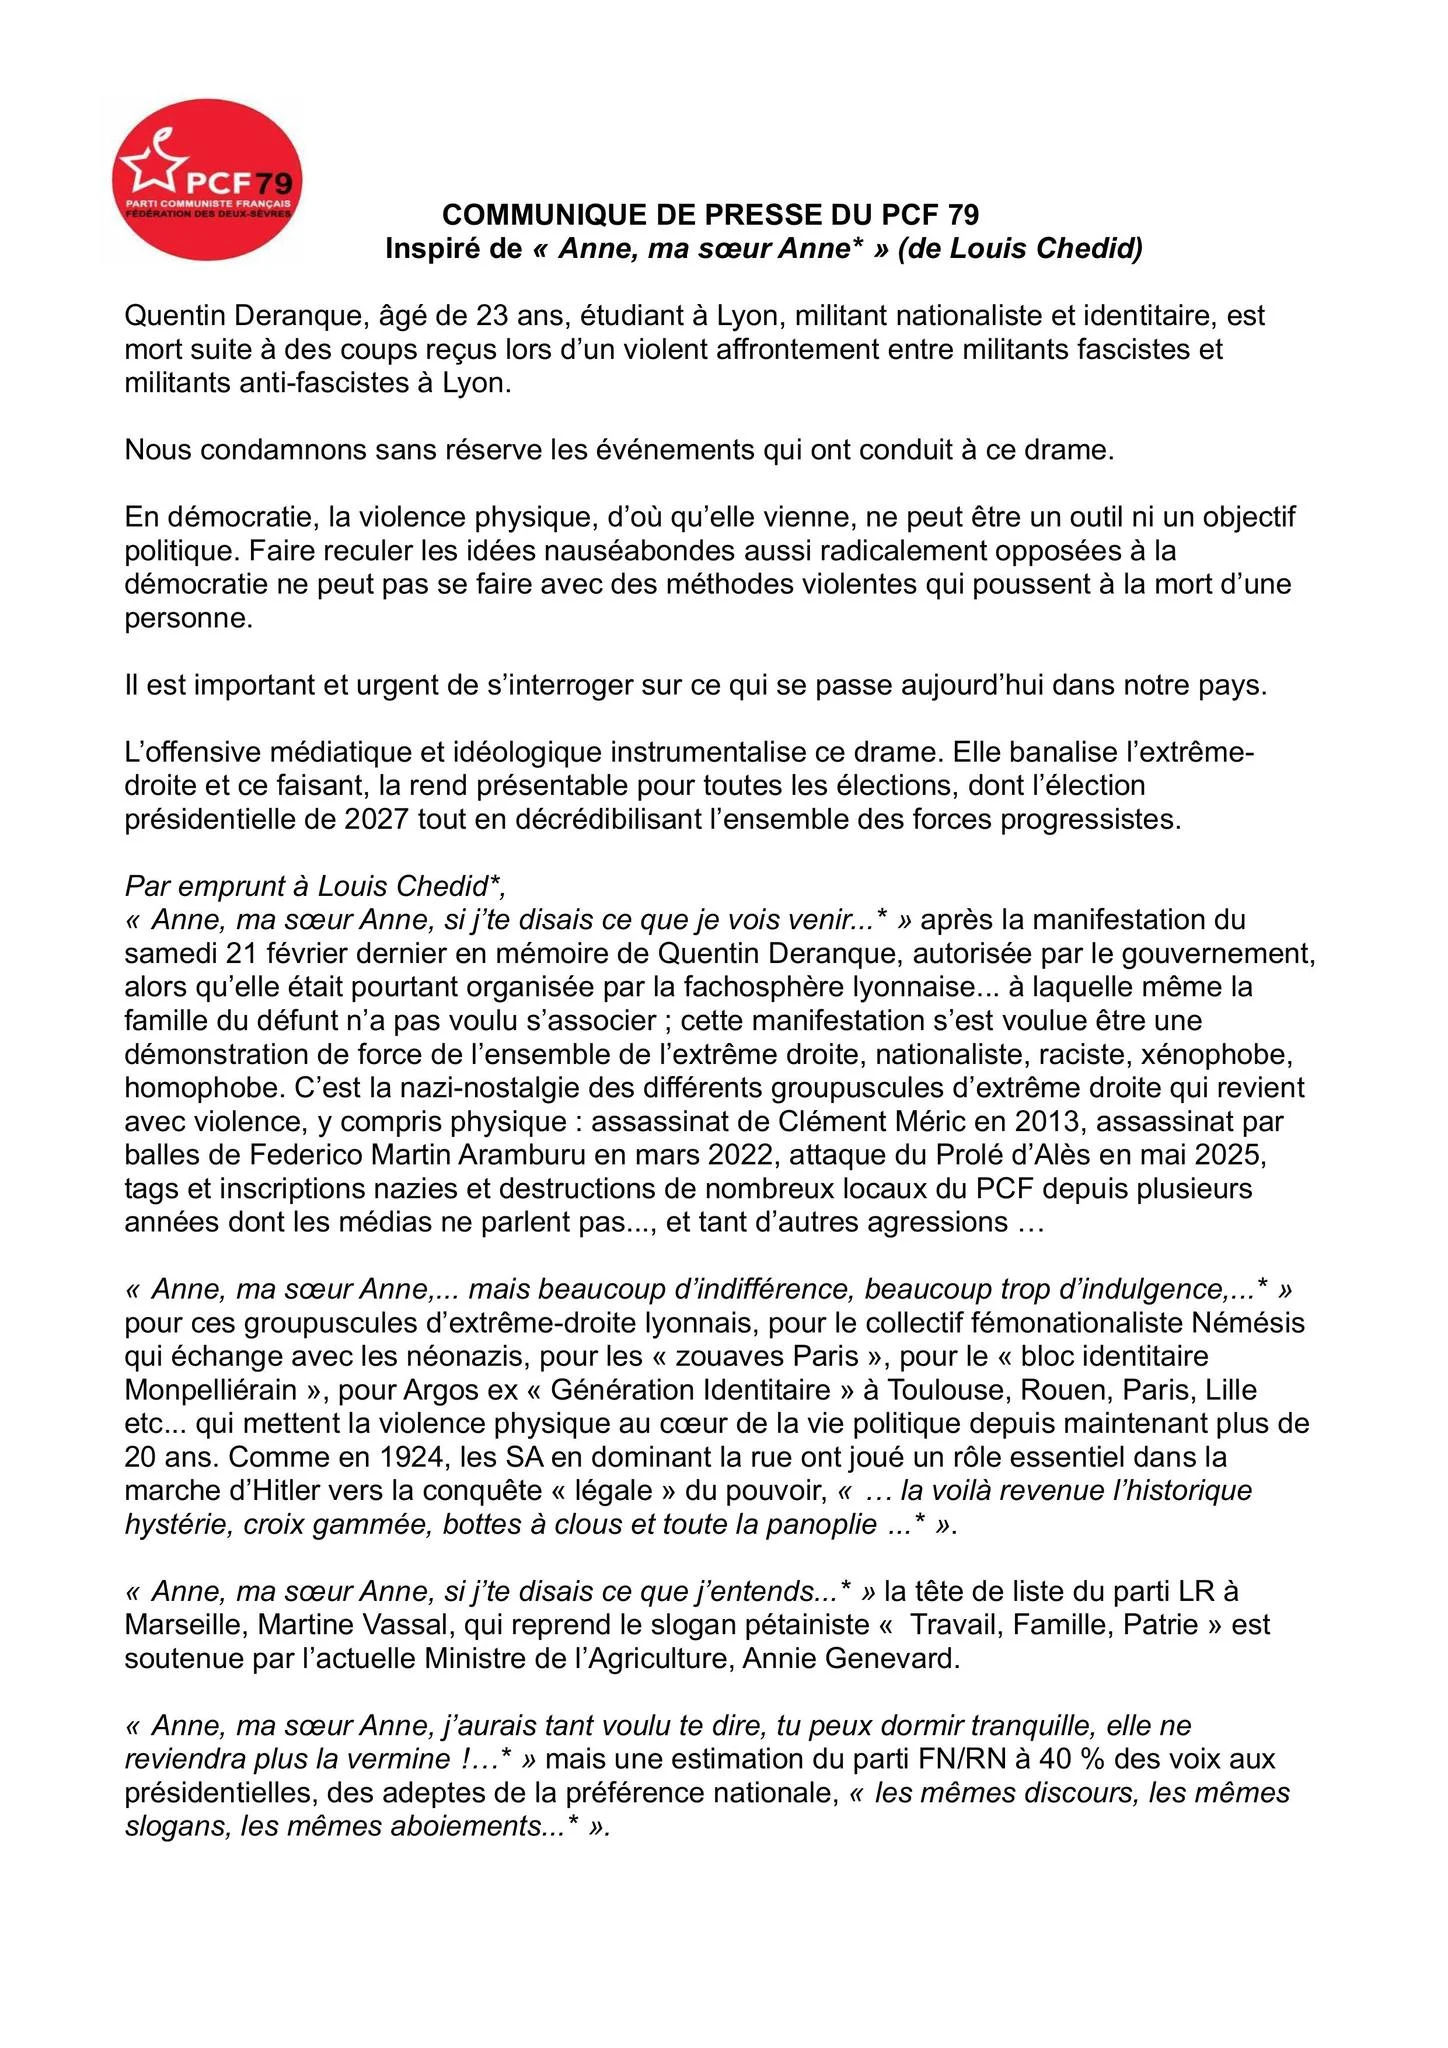 PCF 79
PARTI COMMUNISTE FRANÇAIS
FÉDÉRATION DES DEUX-SÈVRES
COMMUNIQUE DE PRESSE DU PCF 79
Inspiré de « Anne, ma sœur Anne* » (de Louis Chedid)
Quentin Deranque, âgé de 23 ans, étudiant à Lyon, militant nationaliste et identitaire, est
mort suite à des coups reçus lors d’un violent affrontement entre militants fascistes et
militants anti-fascistes à Lyon.
Nous condamnons sans réserve les événements qui ont conduit à ce drame.
En démocratie, la violence physique, d’où qu’elle vienne, ne peut être un outil ni un objectif
politique. Faire reculer les idées nauséabondes aussi radicalement opposées à la
démocratie ne peut pas se faire avec des méthodes violentes qui poussent à la mort d’une
personne.
Il est important et urgent de s’interroger sur ce qui se passe aujourd’hui dans notre pays.
L’offensive médiatique et idéologique instrumentalise ce drame. Elle banalise l’extrême-
droite et ce faisant, la rend présentable pour toutes les élections, dont l’élection
présidentielle de 2027 tout en décrédibilisant l’ensemble des forces progressistes.
Par emprunt à Louis Chedid*,
« Anne, ma sœur Anne, si j’te disais ce que je vois venir...* » après la manifestation du
samedi 21 février dernier en mémoire de Quentin Deranque, autorisée par le gouvernement,
alors qu’elle était pourtant organisée par la fachosphère lyonnaise... à laquelle même la
famille du défunt n’a pas voulu s’associer ; cette manifestation s’est voulue être une
démonstration de force de l’ensemble de l’extrême droite, nationaliste, raciste, xénophobe,
homophobe. C’est la nazi-nostalgie des différents groupuscules d’extrême droite qui revient
avec violence, y compris physique : assassinat de Clément Méric en 2013, assassinat par
balles de Federico Martin Aramburu en mars 2022, attaque du Prolé d’Alès en mai 2025,
tags et inscriptions nazies et destructions de nombreux locaux du PCF depuis plusieurs
années dont les médias ne parlent pas..., et tant d’autres agressions …
« Anne, ma sœur Anne,... mais beaucoup d’indifférence, beaucoup trop d’indulgence,...* »
pour ces groupuscules d’extrême-droite lyonnais, pour le collectif fémonationaliste Némésis
qui échange avec les néonazis, pour les « zouaves Paris », pour le « bloc identitaire
Monpelliérain », pour Argos ex « Génération Identitaire » à Toulouse, Rouen, Paris, Lille
etc... qui mettent la violence physique au cœur de la vie politique depuis maintenant plus de
20 ans. Comme en 1924, les SA en dominant la rue ont joué un rôle essentiel dans la
marche d’Hitler vers la conquête « légale » du pouvoir, « … la voilà revenue l’historique
hystérie, croix gammée, bottes à clous et toute la panoplie ...* ».
« Anne, ma sœur Anne, si j’te disais ce que j’entends...* » la tête de liste du parti LR à
Marseille, Martine Vassal, qui reprend le slogan pétainiste «  Travail, Famille, Patrie » est
soutenue par l’actuelle Ministre de l’Agriculture, Annie Genevard.
« Anne, ma sœur Anne, j’aurais tant voulu te dire, tu peux dormir tranquille, elle ne
reviendra plus la vermine !…* » mais une estimation du parti FN/RN à 40 % des voix aux
présidentielles, des adeptes de la préférence nationale, « les mêmes discours, les mêmes
slogans, les mêmes aboiements...* ».